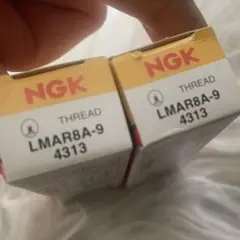 NGK
THREAD
LMAR8A-9
4313
NGK
THREAD
LMAR8A-9
4313